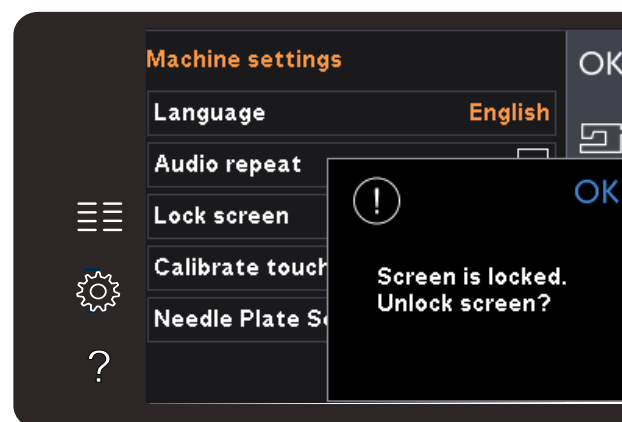 Machine settings
OK
Language English
Audio repeat
Lock screen
OK
Calibrate touch
Screen is locked.
Unlock screen?
Needle Plate
?